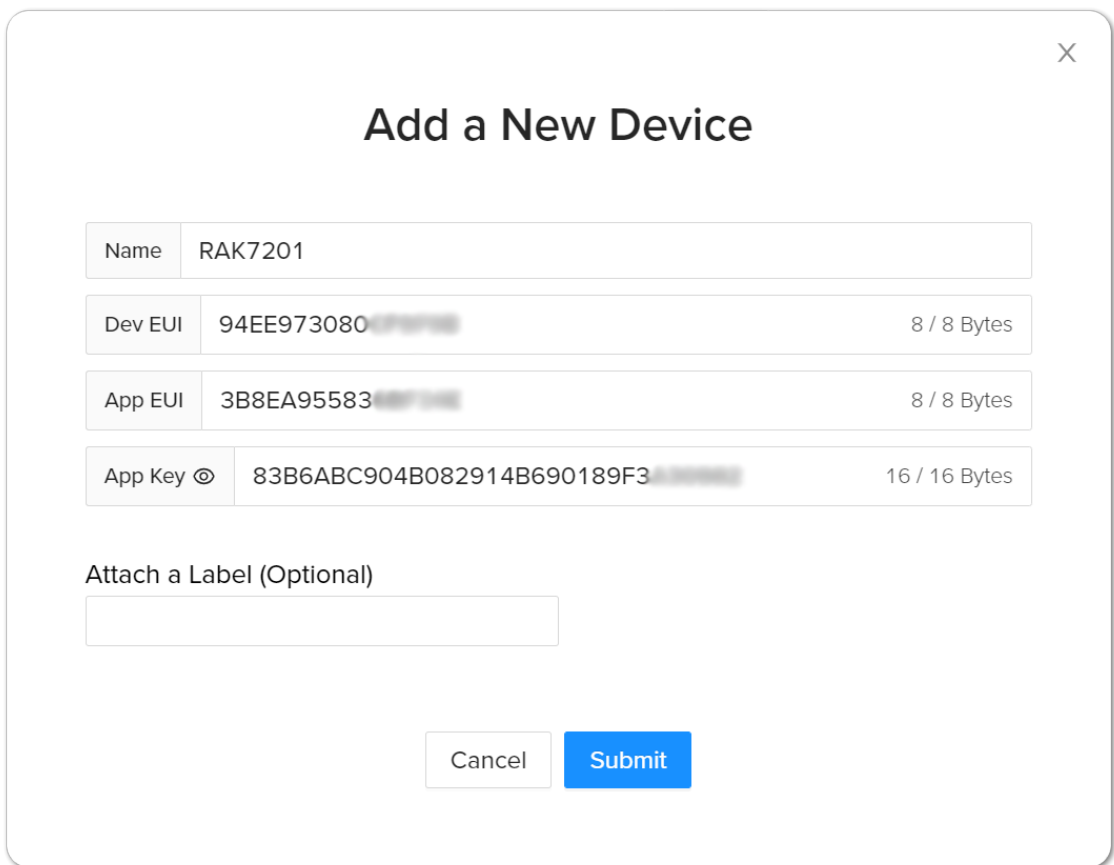 X
Add a New Device
Name RAK7201
Dev EUI 94EE973080 8 / 8 Bytes
App EUI 3B8EA95583 8 / 8 Bytes
App Key 83B6ABC904B082914B690189F3 16 / 16 Bytes
Attach a Label (Optional)
Cancel Submit